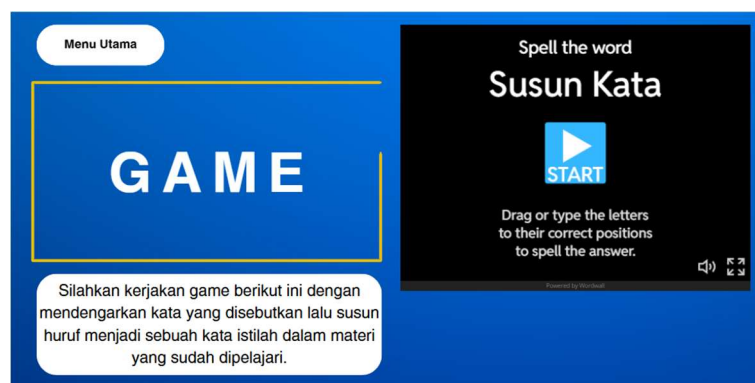 Menu Utama
GAME
Silahkan kerjakan game berikut ini dengan
mendengarkan kata yang disebutkan lalu susun
huruf menjadi sebuah kata istilah dalam materi
yang sudah dipelajari.
Spell the word
Susun Kata
START
Drag or type the letters
to their correct positions
to spell the answer.
Powered by Wordwall